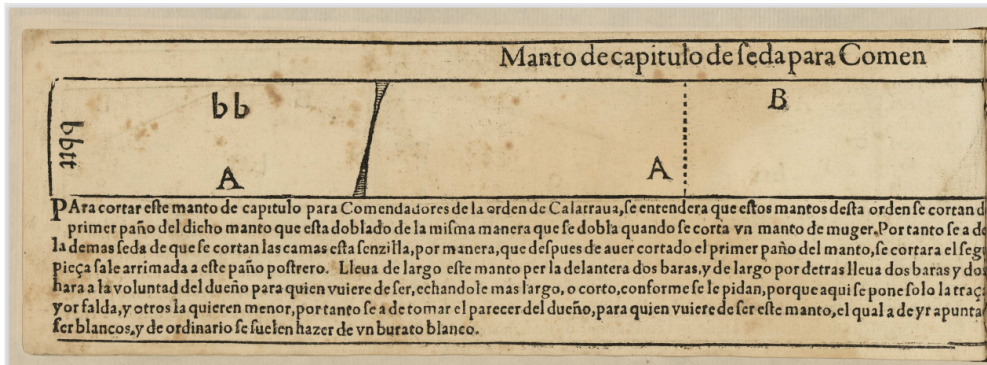 Manto de capitulo de seda para Comen
bb
B
bbtt
A
A
PAra cortar este manto de capitulo para Comendadores de la orden de Calatraua, se entendera que estos mantos desta orden se cortan d
primer paño del dicho manto que esta doblado de la misma manera que se dobla quando se corta vn manto de muger. Por tanto se a de
la demas seda de que se cortan las camas esta senzilla, por manera, que despues de auer cortado el primer paño del manto, se cortara el segu
pieça sale arrimada a este paño postrero. Lleua de largo este manto per la delantera dos baras, y de largo por detras lleua dos baras y dos
hara a la voluntad del dueño para quien vuiere de ser, echandole mas largo, o corto, conforme se le pidan, porque aqui se pone solo la traça
yor falda, y otros la quieren menor, por tanto se a de tomar el parecer del dueño, para quien vuiere de ser este manto, el qual a de yr apunta
ser blancos, y de ordinario se suelen hazer de vn burato blanco.